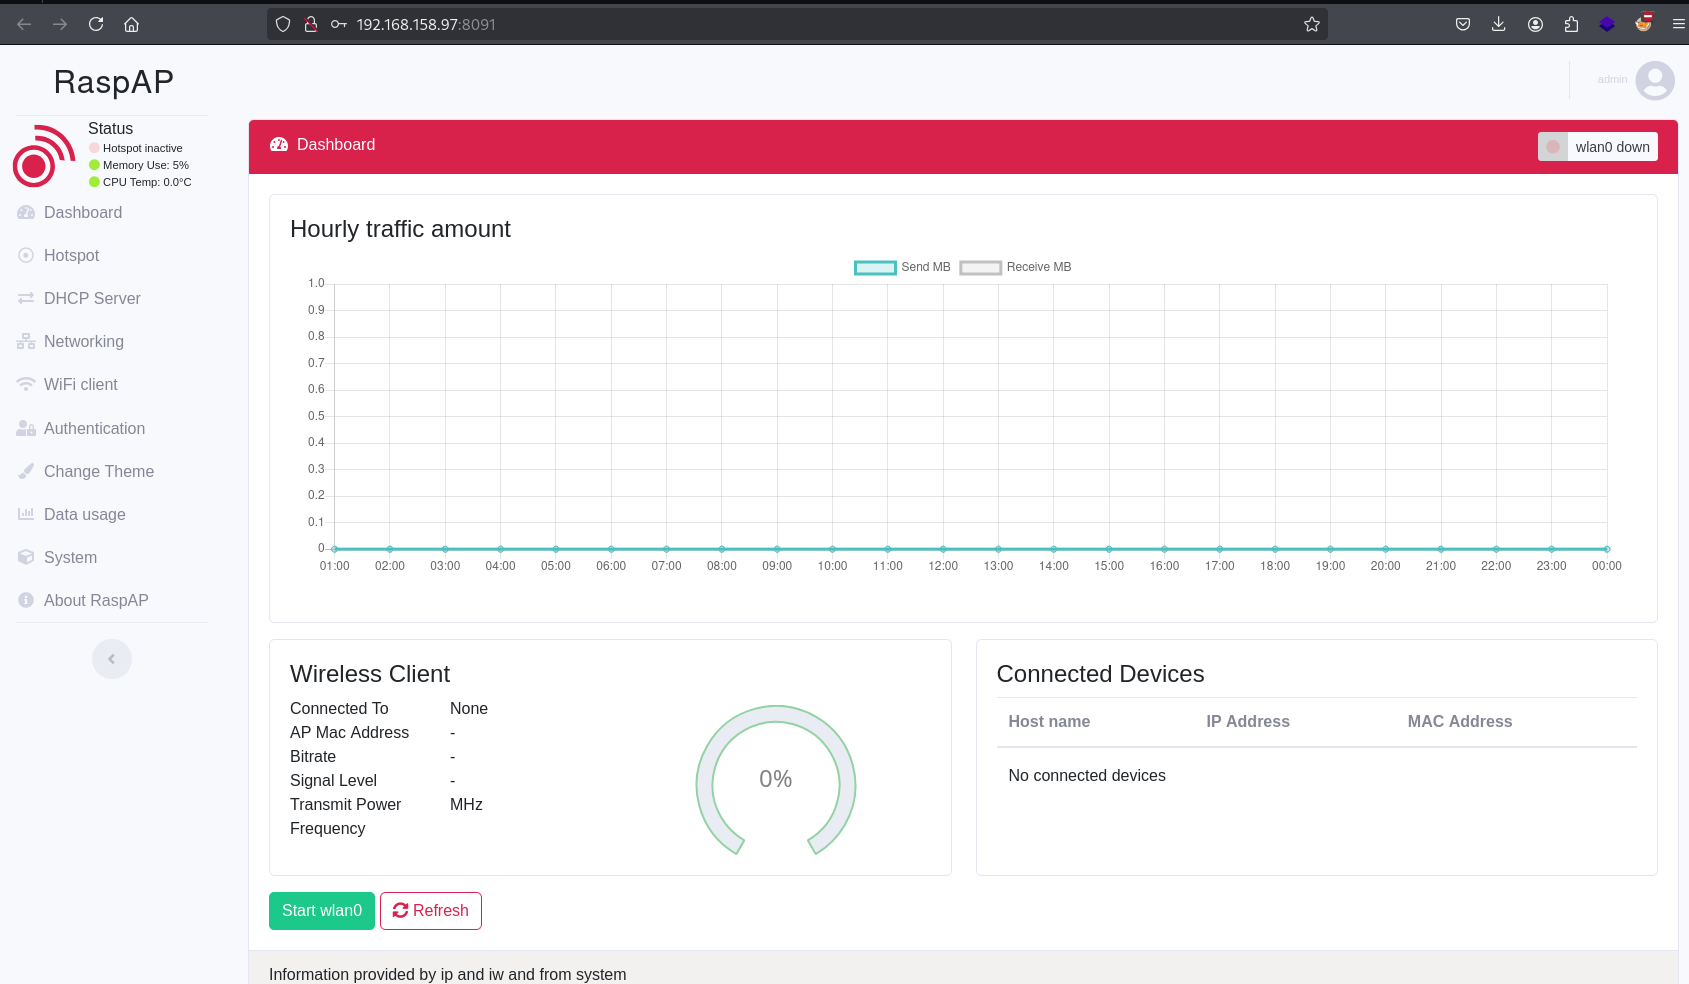 192.168.158.97:8091
RaspAP
admin
Status
Hotspot inactive
Memory Use: 5%
CPU Temp: 0.0°C
Dashboard
Hotspot
DHCP Server
Networking
WiFi client
Authentication
Change Theme
Data usage
System
About RaspAP
Dashboard
wlan0 down
Hourly traffic amount
Send MB Receive MB
1.0
0.9
0.8
0.7
0.6
0.5
0.4
0.3
0.2
0.1
0
01:00 02:00 03:00 04:00 05:00 06:00 07:00 08:00 09:00 10:00 11:00 12:00 13:00 14:00 15:00 16:00 17:00 18:00 19:00 20:00 21:00 22:00 23:00 00:00
Wireless Client
Connected To None
AP Mac Address -
Bitrate -
Signal Level -
Transmit Power MHz
Frequency
0%
Connected Devices
Host name IP Address MAC Address
No connected devices
Start wlan0 Refresh
Information provided by ip and iw and from system